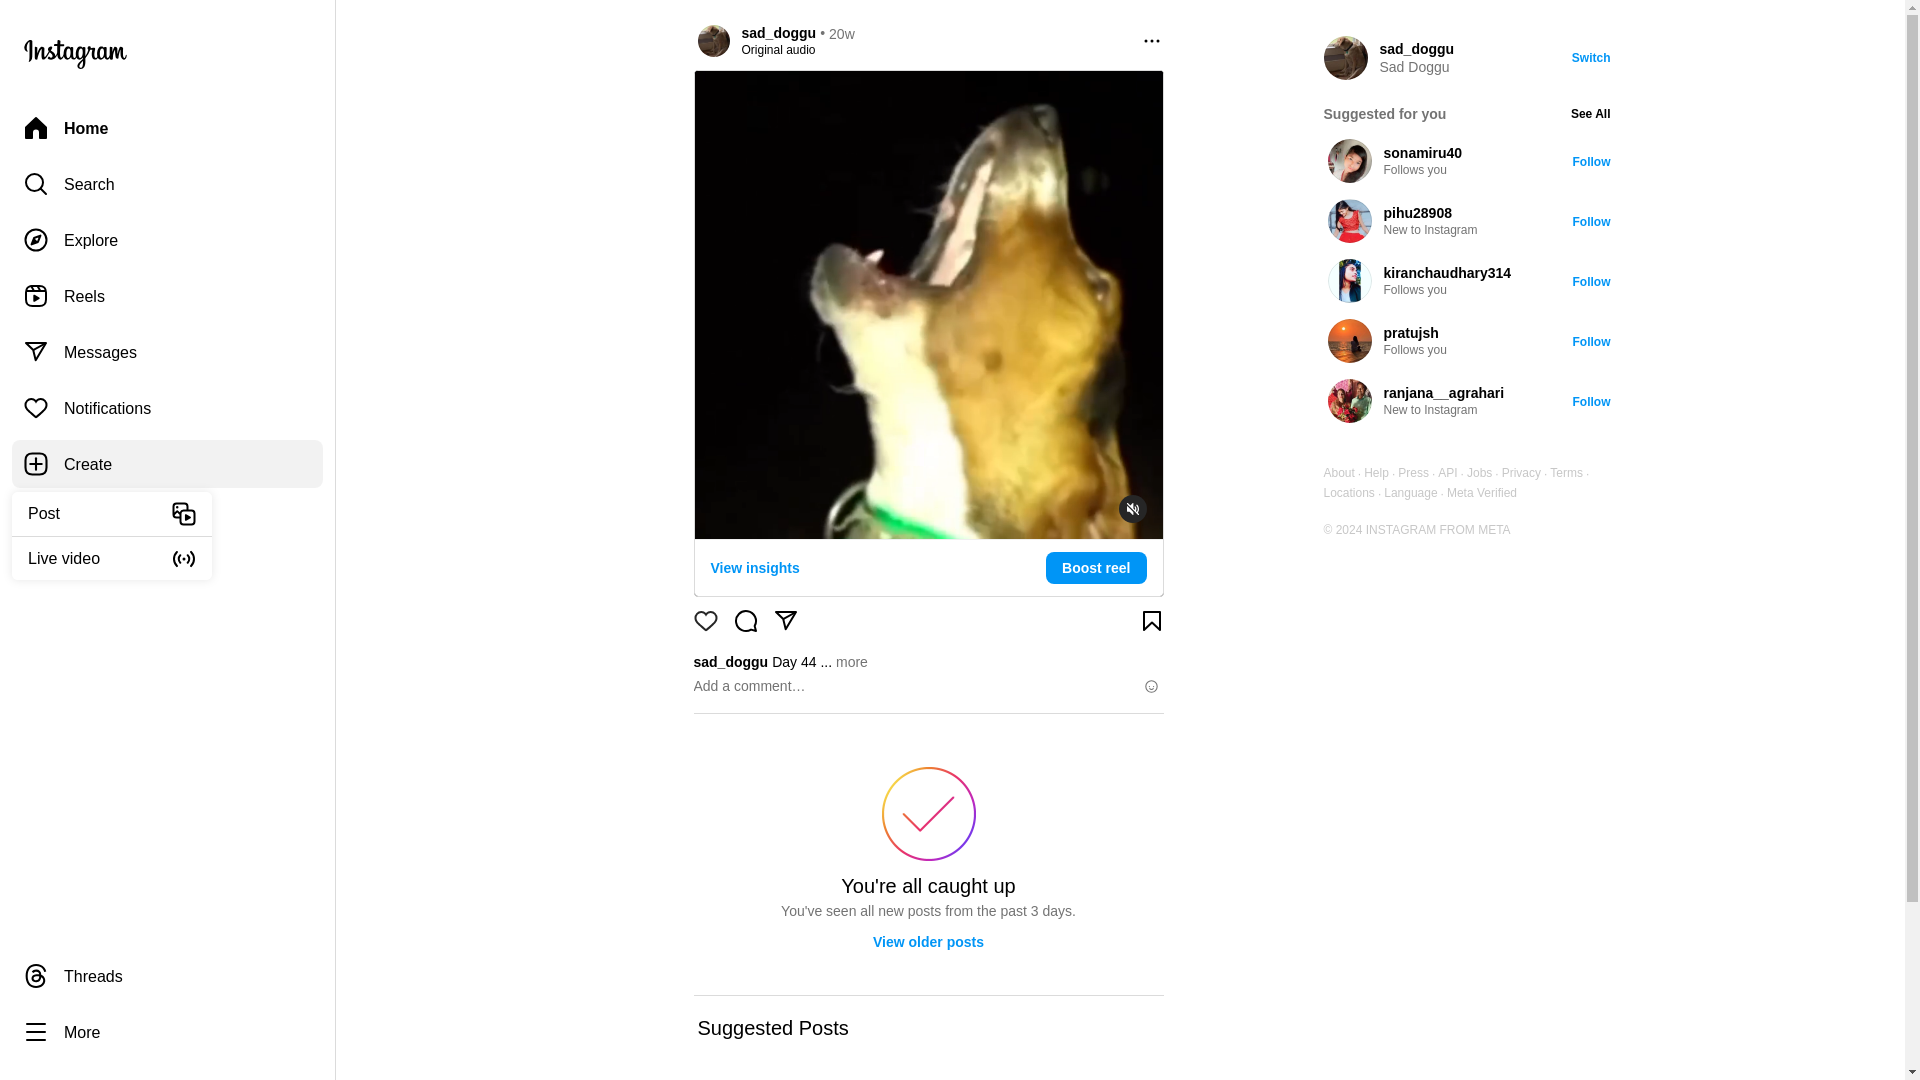 Instagram
Home
Search
Explore
Reels
Messages
Notifications
Create
Post
Live video
Threads
More
sad_doggu • 20w
Original audio
View insights
Boost reel
sad_doggu Day 44 ... more
Add a comment…
You're all caught up
You've seen all new posts from the past 3 days.
View older posts
Suggested Posts
sad_doggu
Sad Doggu
Switch
Suggested for you
See All
sonamiru40
Follows you
Follow
pihu28908
New to Instagram
Follow
kiranchaudhary314
Follows you
Follow
pratujsh
Follows you
Follow
ranjana__agrahari
New to Instagram
Follow
About · Help · Press · API · Jobs · Privacy · Terms ·
Locations · Language · Meta Verified
© 2024 INSTAGRAM FROM META